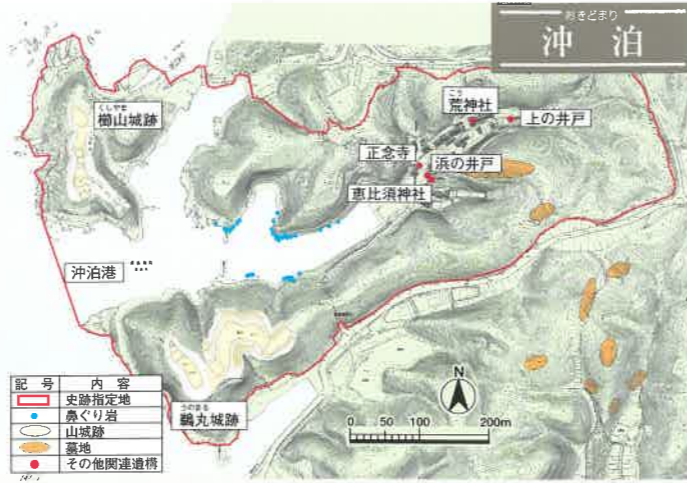 おきどまり
沖泊
くしやま
櫛山城跡
こう
荒神社
上の井戸
正念寺
浜の井戸
恵比須神社
沖泊港
うのまる
鵜丸城跡
記号 内容
史跡指定地
鼻ぐり岩
山城跡
墓地
その他関連遺構
N
0 50 100 200m